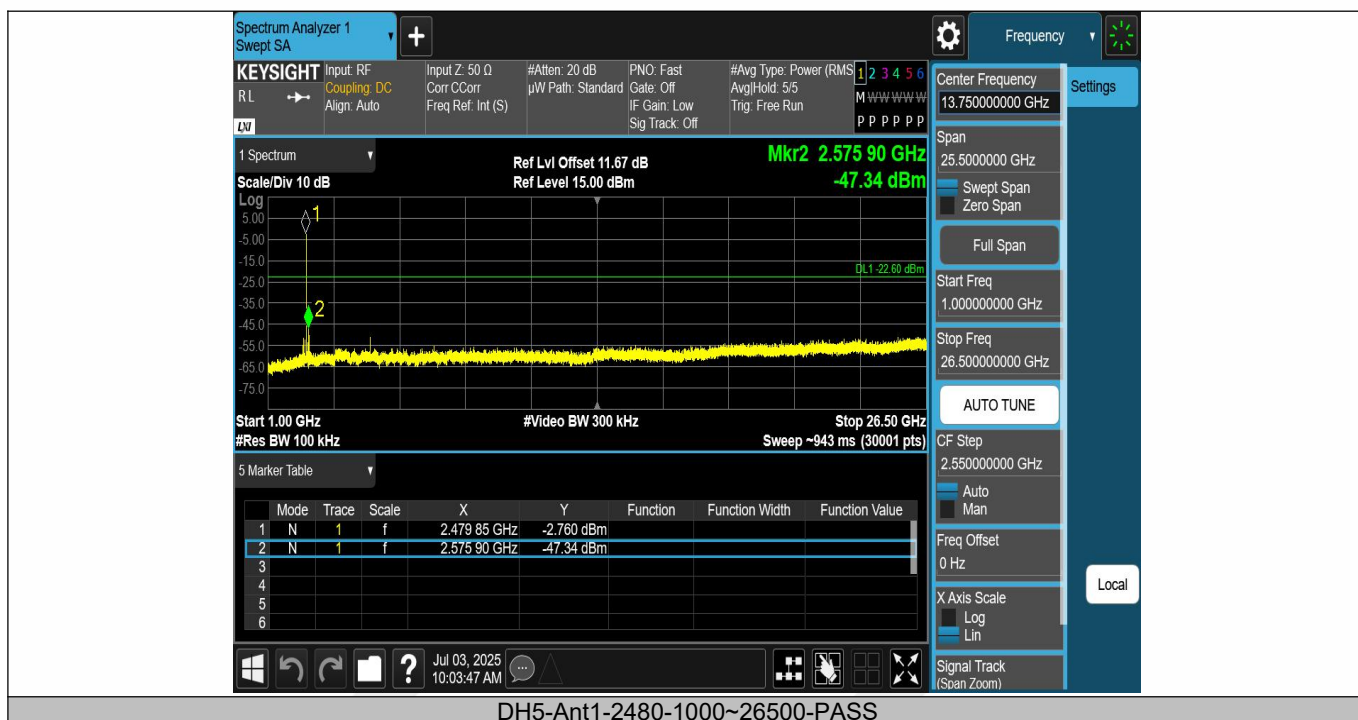 Spectrum Analyzer 1
Swept SA
+
Frequency
KEYSIGHT
RL
LXI
Input: RF
Coupling: DC
Align: Auto
Input Z: 50 Ω
Corr CCorr
Freq Ref: Int (S)
#Atten: 20 dB
µW Path: Standard
PNO: Fast
Gate: Off
IF Gain: Low
Sig Track: Off
#Avg Type: Power (RMS
Avg|Hold: 5/5
Trig: Free Run
1 2 3 4 5 6
M W W W W W
P P P P P P
1 Spectrum
Scale/Div 10 dB
Log
Ref Lvl Offset 11.67 dB
Ref Level 15.00 dBm
Mkr2 2.575 90 GHz
-47.34 dBm
5.00
-5.00
-15.0
-25.0
-35.0
-45.0
-55.0
-65.0
-75.0
1
2
DL1 -22.60 dBm
Start 1.00 GHz
#Video BW 300 kHz
Stop 26.50 GHz
#Res BW 100 kHz
Sweep ~943 ms (30001 pts)
5 Marker Table
Mode Trace Scale X Y Function Function Width Function Value
1 N 1 f 2.479 85 GHz -2.760 dBm
2 N 1 f 2.575 90 GHz -47.34 dBm
3
4
5
6
Center Frequency
13.750000000 GHz
Settings
Span
25.5000000 GHz
Swept Span
Zero Span
Full Span
Start Freq
1.000000000 GHz
Stop Freq
26.500000000 GHz
AUTO TUNE
CF Step
2.550000000 GHz
Auto
Man
Freq Offset
0 Hz
X Axis Scale
Log
Lin
Signal Track
(Span Zoom)
Local
?
Jul 03, 2025
10:03:47 AM
DH5-Ant1-2480-1000~26500-PASS